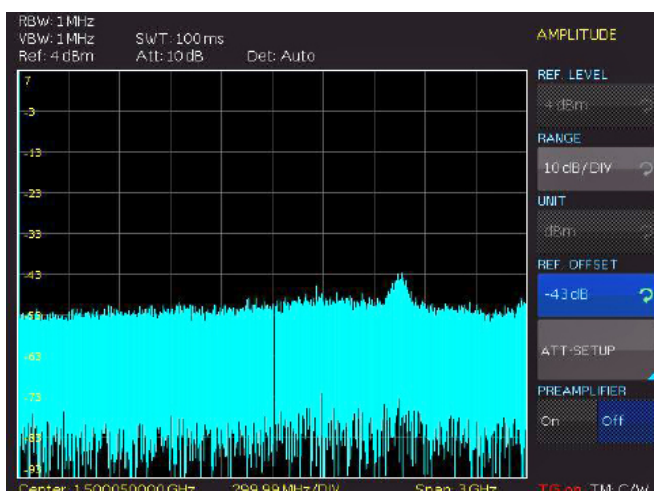 RBW: 1 MHz
VBW: 1 MHz SWT: 100 ms
Ref: 4 dBm Att: 10 dB Det: Auto
AMPLITUDE
REF. LEVEL
4 dBm
RANGE
10 dB/DIV
UNIT
dBm
REF. OFFSET
-43 dB
ATT-SETUP
PREAMPLIFIER
On Off
7
-3
-13
-23
-33
-43
-53
-63
-73
-83
-93
Center: 1.500050000 GHz 299.99 MHz/DIV Span: 3 GHz TG on TM: C/W